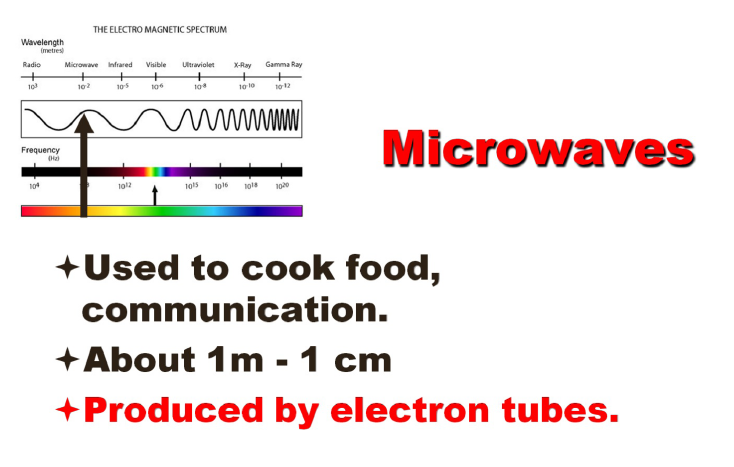 THE ELECTRO MAGNETIC SPECTRUM
Wavelength
(metres)
Radio Microwave Infrared Visible Ultraviolet X-Ray Gamma Ray
10³ 10⁻² 10⁻⁵ 10⁻⁶ 10⁻⁸ 10⁻¹⁰ 10⁻¹²
Frequency
(Hz)
10⁴ 10¹² 10¹⁵ 10¹⁶ 10¹⁸ 10²⁰
Microwaves
Used to cook food,
communication.
About 1m - 1 cm
Produced by electron tubes.